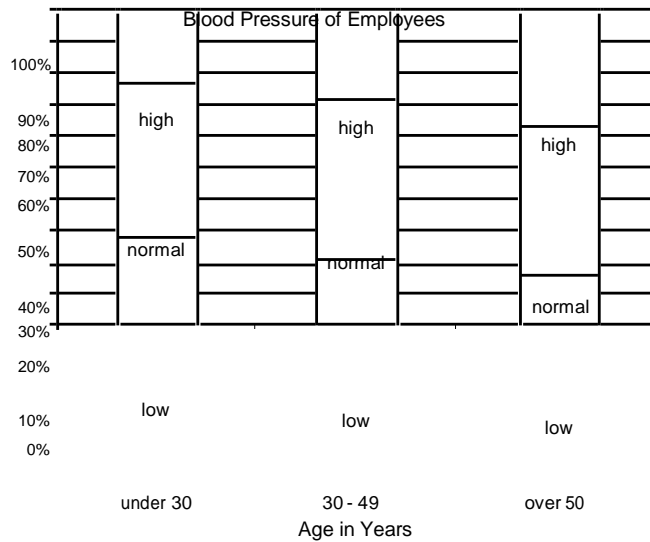 Blood Pressure of Employees
100%
high
90%
high
80%
high
70%
60%
50%
normal
normal
40%
normal
30%
20%
low
10%
low
low
0%
under 30
30 - 49
over 50
Age in Years